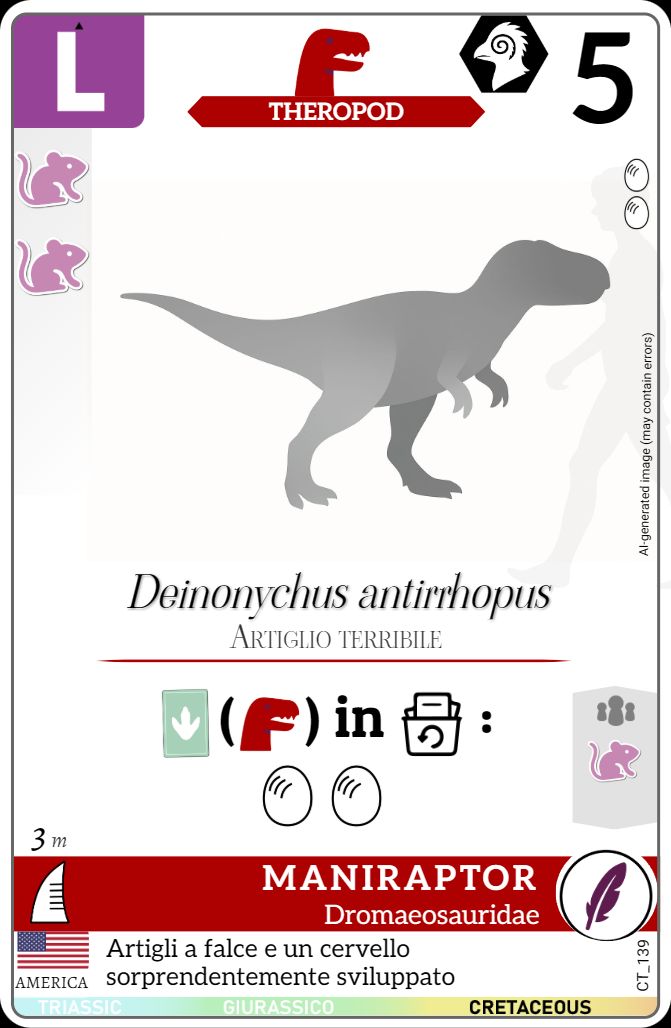 L
THEROPOD
5
AI-generated image (may contain errors)
Deinonychus antirrhopus
Artiglio terribile
( ) in :
3 m
MANIRAPTOR
Dromaeosauridae
AMERICA
Artigli a falce e un cervello
sorprendentemente sviluppato
CT_139
TRIASSIC GIURASSICO CRETACEOUS